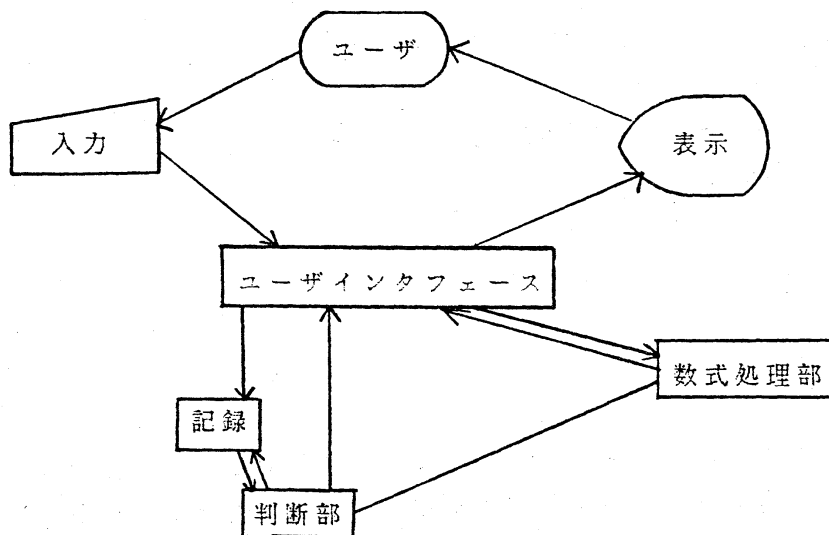 ユーザ
入力
表示
ユーザインタフェース
数式処理部
記録
判断部